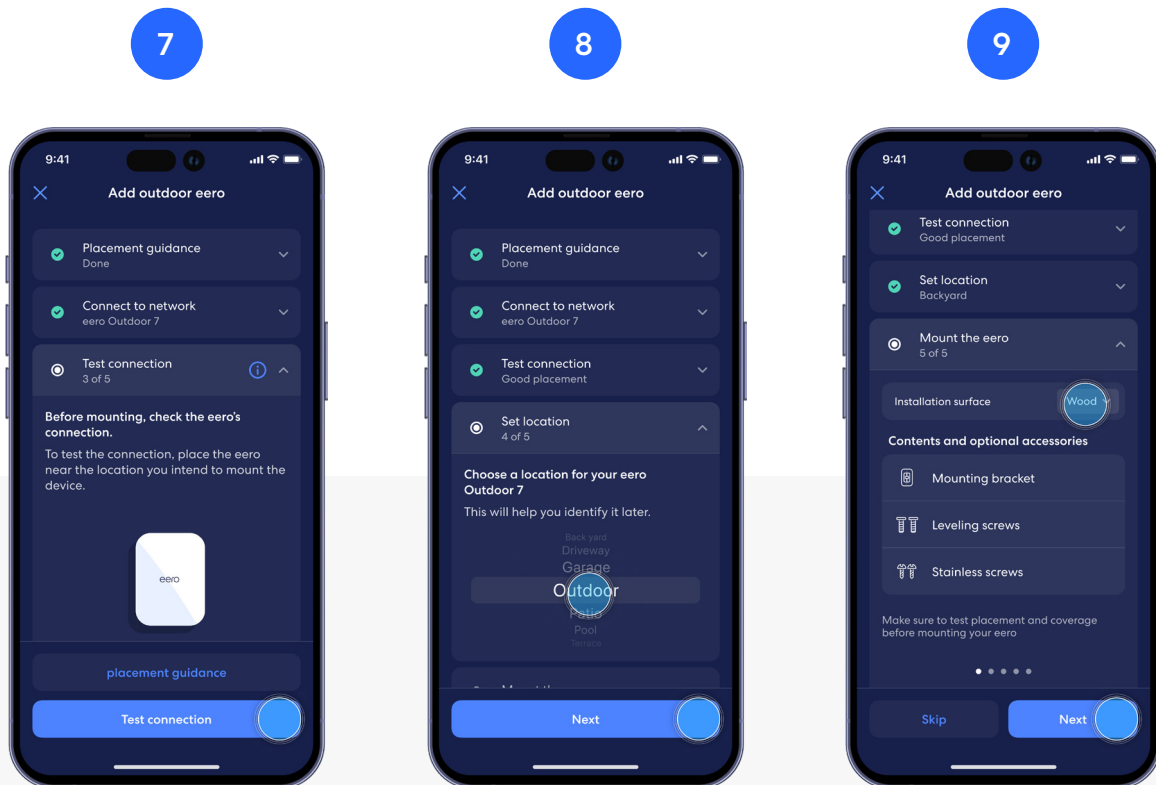 7
9:41
Add outdoor eero
Placement guidance
Done
Connect to network
eero Outdoor 7
Test connection
3 of 5
Before mounting, check the eero's
connection.
To test the connection, place the eero
near the location you intend to mount the
device.
eero
placement guidance
Test connection
8
9:41
Add outdoor eero
Placement guidance
Done
Connect to network
eero Outdoor 7
Test connection
Good placement
Set location
4 of 5
Choose a location for your eero
Outdoor 7
This will help you identify it later.
Back yard
Driveway
Garage
Outdoor
Patio
Pool
Terrace
Next
9
9:41
Add outdoor eero
Test connection
Good placement
Set location
Backyard
Mount the eero
5 of 5
Installation surface
Wood
Contents and optional accessories
Mounting bracket
Leveling screws
Stainless screws
Make sure to test placement and coverage
before mounting your eero
Skip
Next